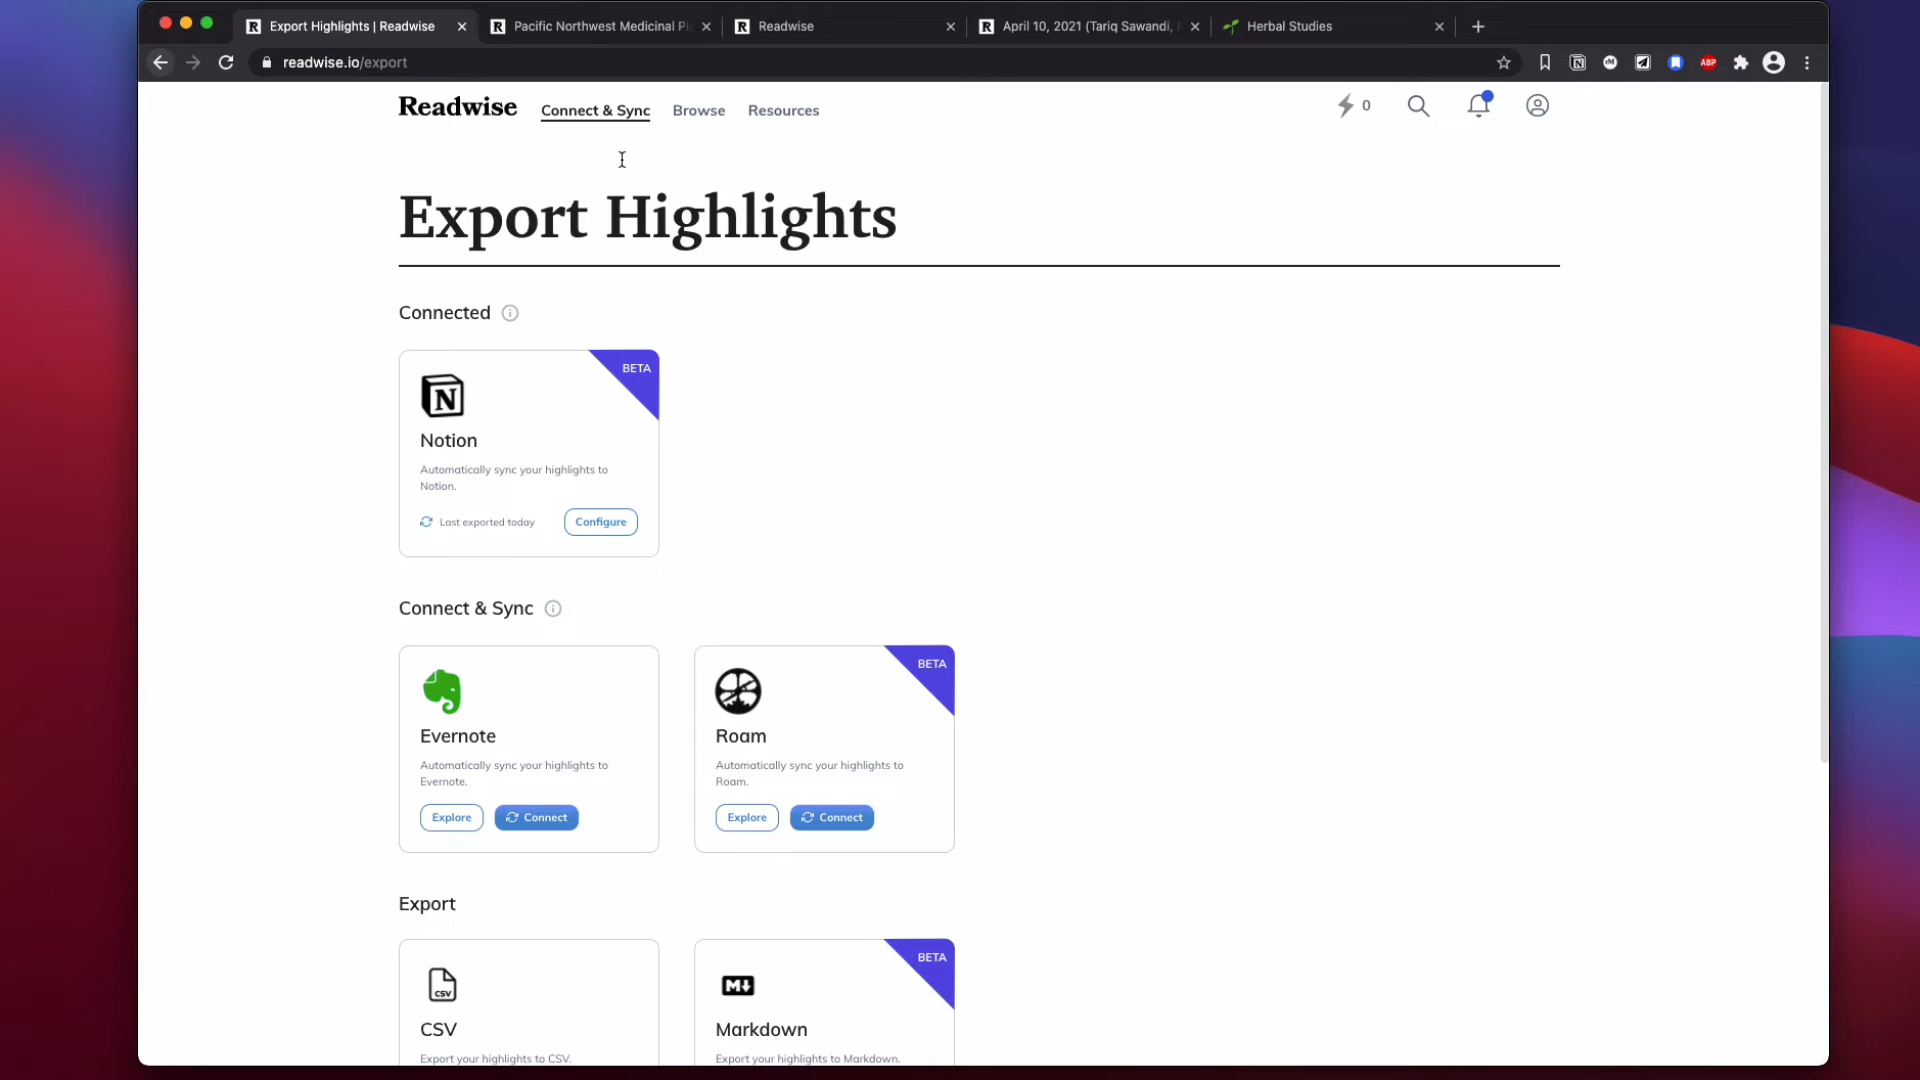 Export Highlights | Readwise
Pacific Northwest Medicinal Pl
Readwise
April 10, 2021 (Tariq Sawandi,
Herbal Studies
readwise.io/export
ABP
Readwise
Connect & Sync
Browse
Resources
0
Export Highlights
Connected
BETA
Notion
Automatically sync your highlights to
Notion.
Last exported today
Configure
Connect & Sync
Evernote
Automatically sync your highlights to
Evernote.
Explore
Connect
BETA
Roam
Automatically sync your highlights to
Roam.
Explore
Connect
Export
CSV
CSV
Export your highlights to CSV.
BETA
M
Markdown
Export your highlights to Markdown.